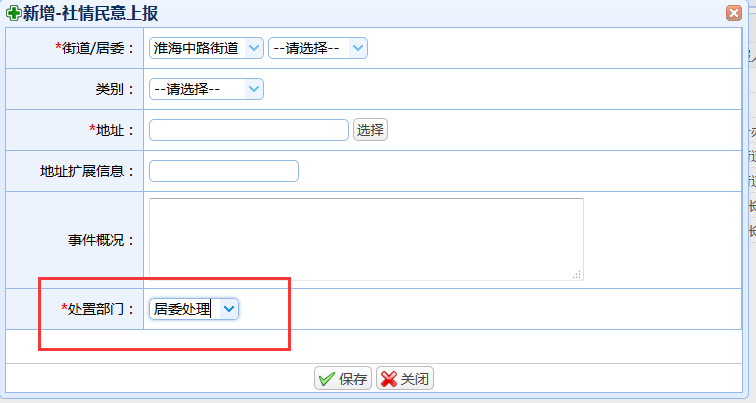 新增-社情民意上报
*街道/居委： 淮海中路街道 --请选择--
类别： --请选择--
*地址： 选择
地址扩展信息：
事件概况：
*处置部门： 居委处理
保存 关闭